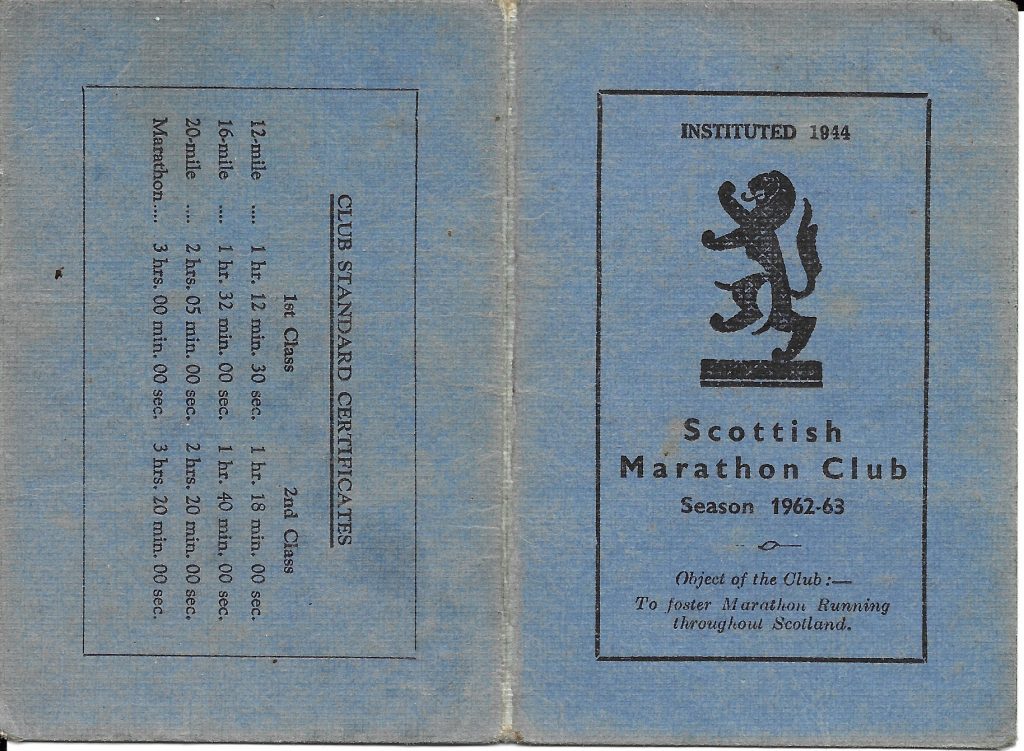 INSTITUTED 1944
Scottish
Marathon Club
Season 1962-63
Object of the Club :—
To foster Marathon Running
throughout Scotland.
CLUB STANDARD CERTIFICATES
1st Class 2nd Class
12-mile .... 1 hr. 12 min. 30 sec. 1 hr. 18 min. 00 sec.
16-mile .... 1 hr. 32 min. 00 sec. 1 hr. 40 min. 00 sec.
20-mile .... 2 hrs. 05 min. 00 sec. 2 hrs. 20 min. 00 sec.
Marathon.... 3 hrs. 00 min. 00 sec. 3 hrs. 20 min. 00 sec.